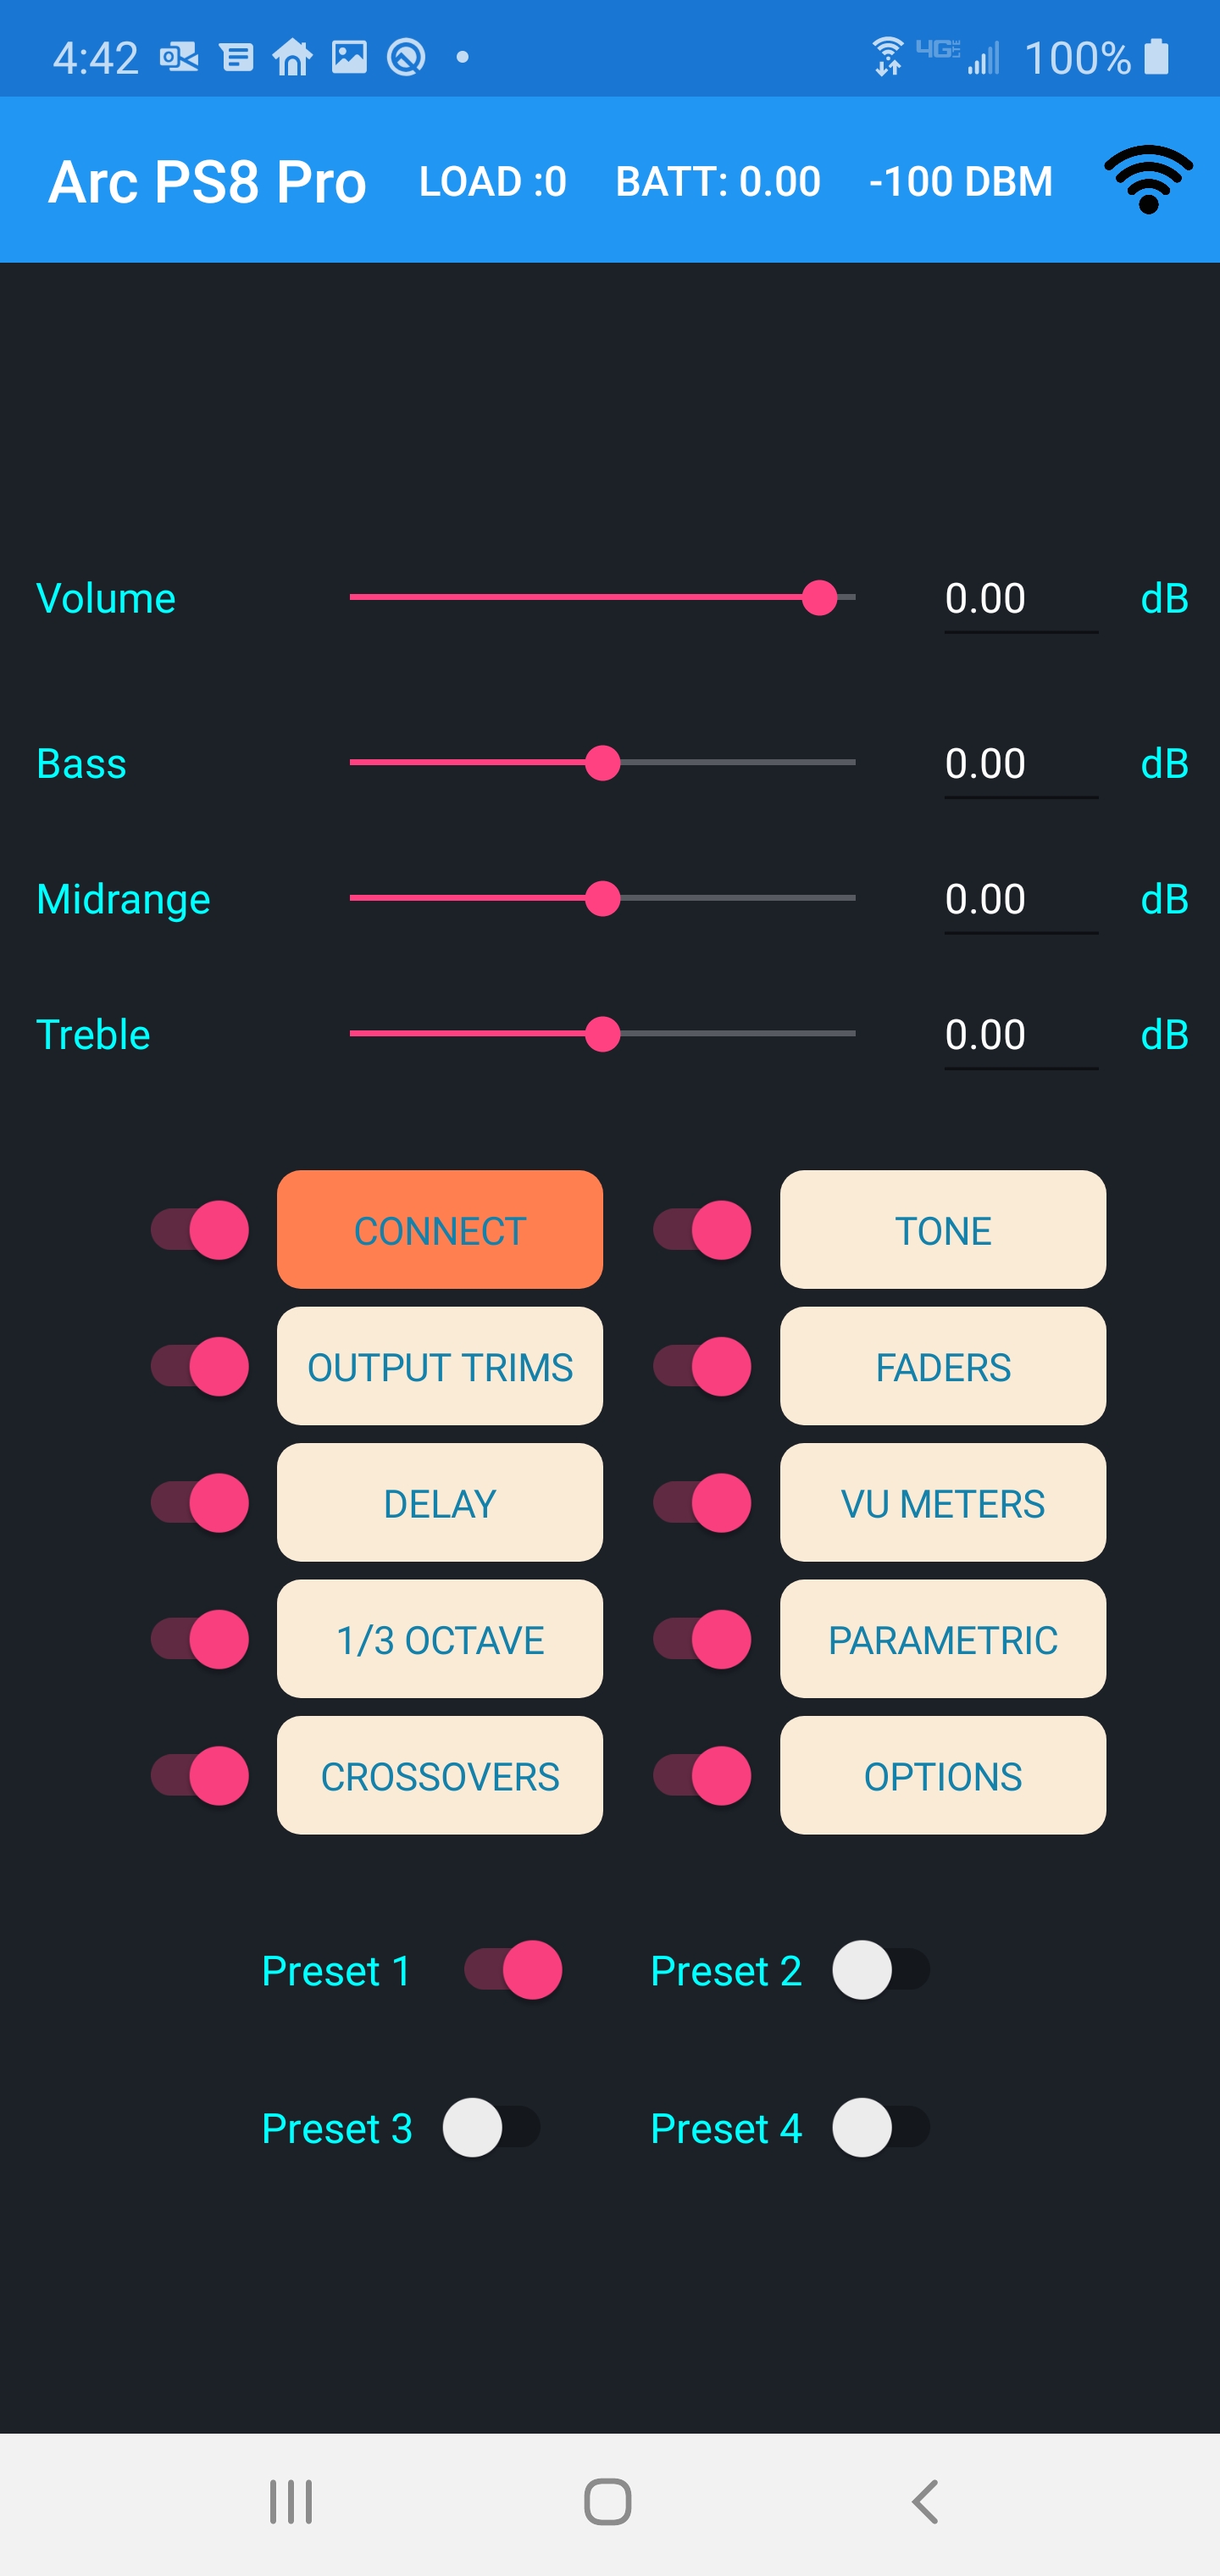 4:42 4G LTE 100%
Arc PS8 Pro LOAD :0 BATT: 0.00 -100 DBM
Volume 0.00 dB
Bass 0.00 dB
Midrange 0.00 dB
Treble 0.00 dB
CONNECT TONE
OUTPUT TRIMS FADERS
DELAY VU METERS
1/3 OCTAVE PARAMETRIC
CROSSOVERS OPTIONS
Preset 1 Preset 2
Preset 3 Preset 4